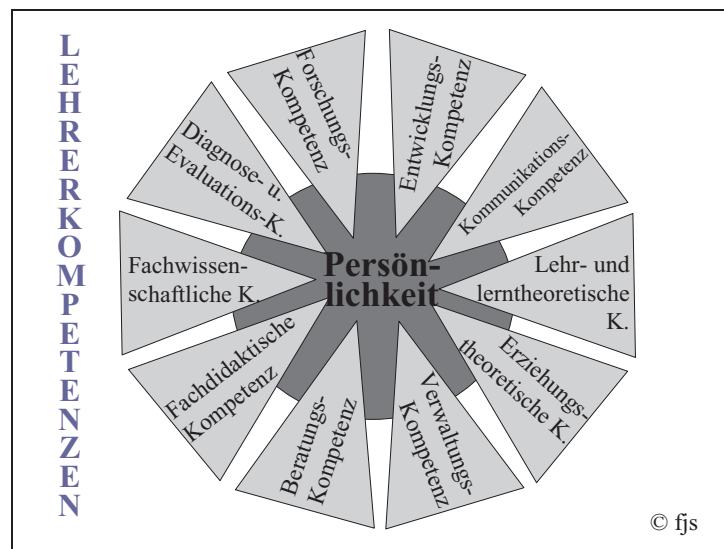 LEHRERKOMPETENZEN
Forschungs-
Kompetenz
Entwicklungs-
Kompetenz
Kommunikations-
Kompetenz
Lehr- und
lerntheoretische
K.
Erziehungs-
theoretische K.
Verwaltungs-
Kompetenz
Beratungs-
Kompetenz
Fachdidaktische
Kompetenz
Fachwissen-
schaftliche K.
Diagnose- u.
Evaluations-K.
Persön-
lichkeit
© fjs